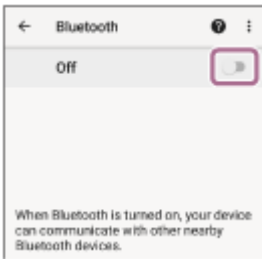 Bluetooth
Off
When Bluetooth is turned on, your device
can communicate with other nearby
Bluetooth devices.